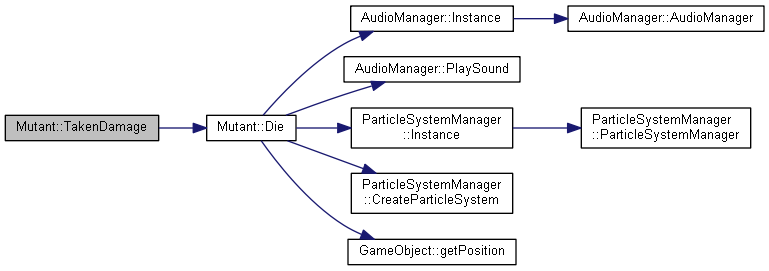 AudioManager::Instance
AudioManager::AudioManager
AudioManager::PlaySound
Mutant::TakenDamage
Mutant::Die
ParticleSystemManager
::Instance
ParticleSystemManager
::ParticleSystemManager
ParticleSystemManager
::CreateParticleSystem
GameObject::getPosition